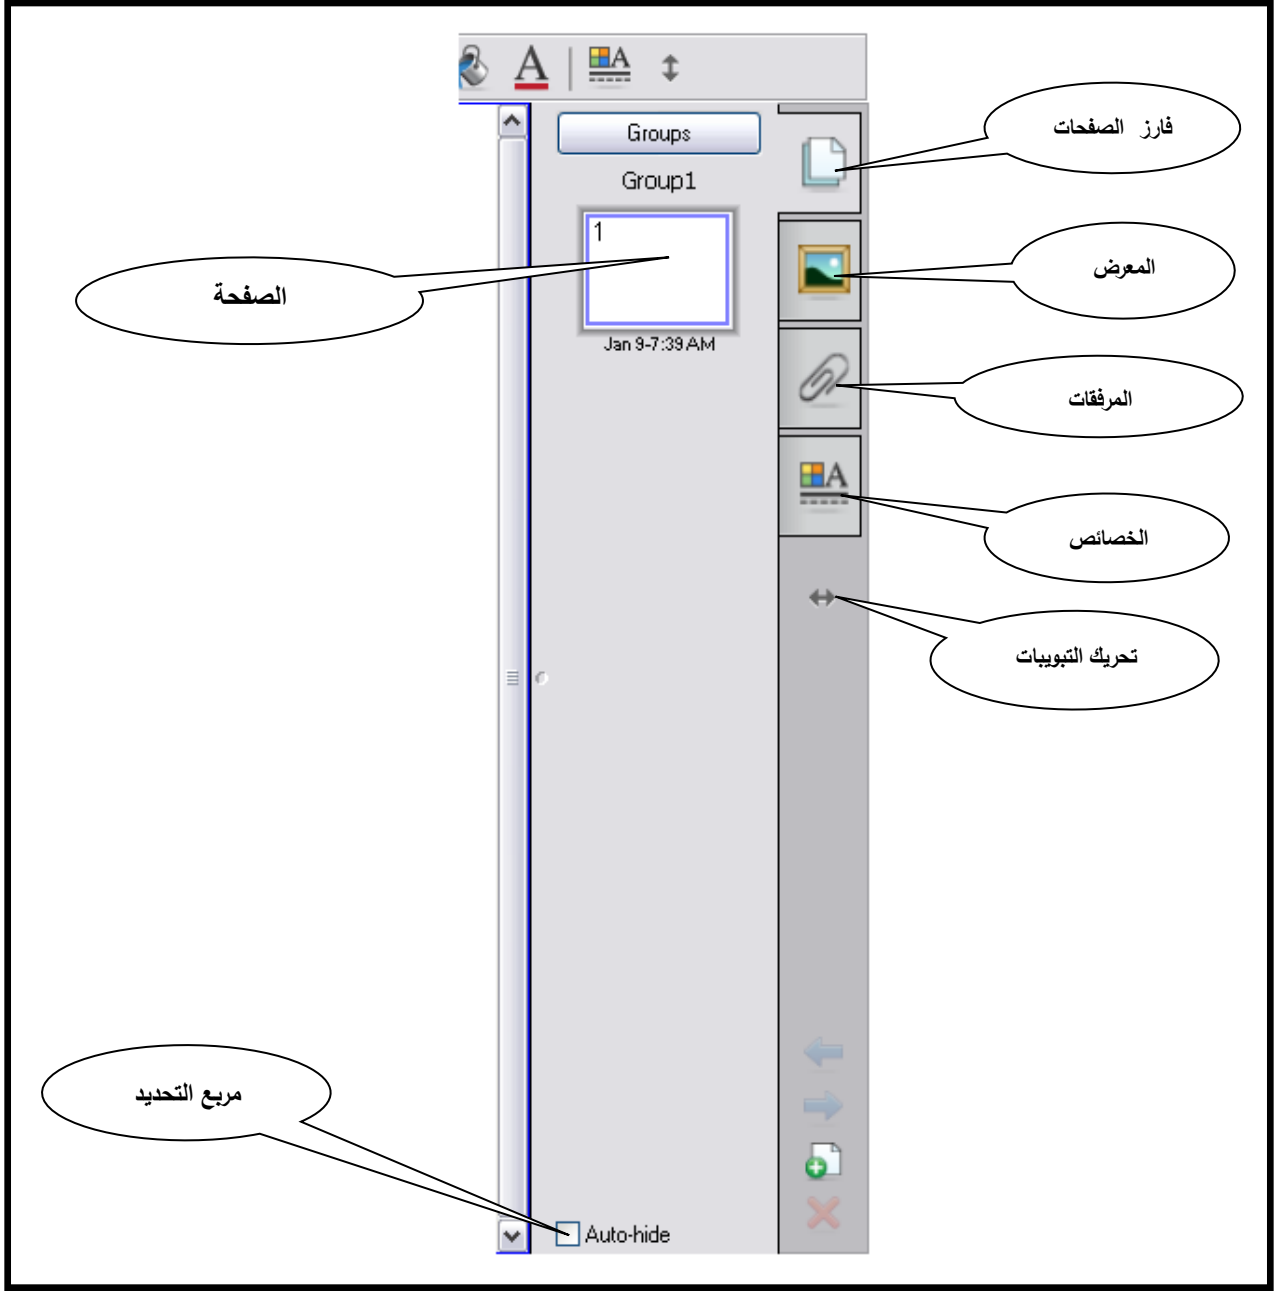 Groups
Group1
1
Jan 9-7:39 AM
فارز الصفحات
المعرض
الصفحة
المرفقات
الخصائص
تحريك التبويبات
مربع التحديد
Auto-hide